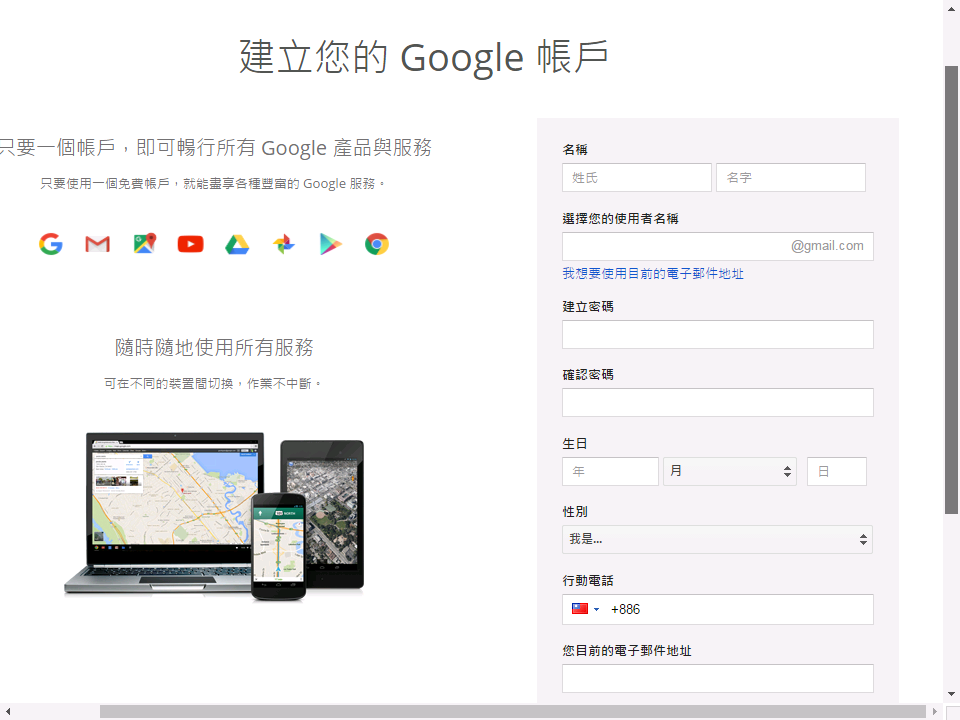 建立您的 Google 帳戶
只要一個帳戶,即可暢行所有 Google 產品與服務
只要使用一個免費帳戶,就能盡享各種豐富的 Google 服務。
隨時隨地使用所有服務
可在不同的裝置間切換,作業不中斷。
名稱
姓氏 名字
選擇您的使用者名稱
@gmail.com
我想要使用目前的電子郵件地址
建立密碼
確認密碼
生日
年 月 日
性別
我是...
行動電話
+886
您目前的電子郵件地址